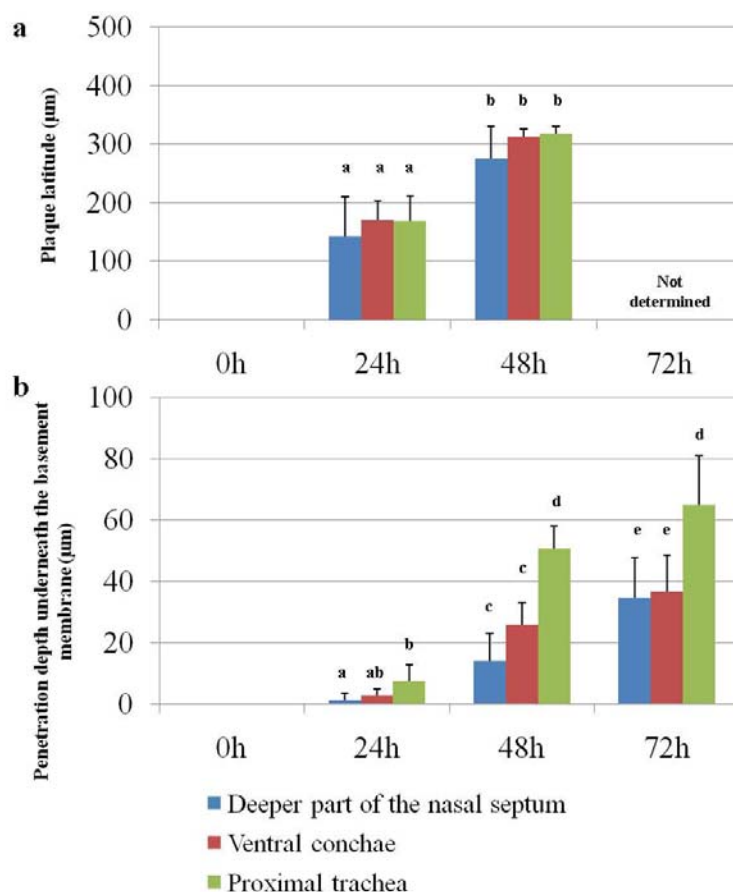 a
Plaque latitude (µm)
500
400
300
200
100
0
a a a
b b b
Not
determined
0h 24h 48h 72h
b
Penetration depth underneath the basement
membrane (µm)
100
80
60
40
20
0
a ab b
c c d
e e d
0h 24h 48h 72h
Deeper part of the nasal septum
Ventral conchae
Proximal trachea